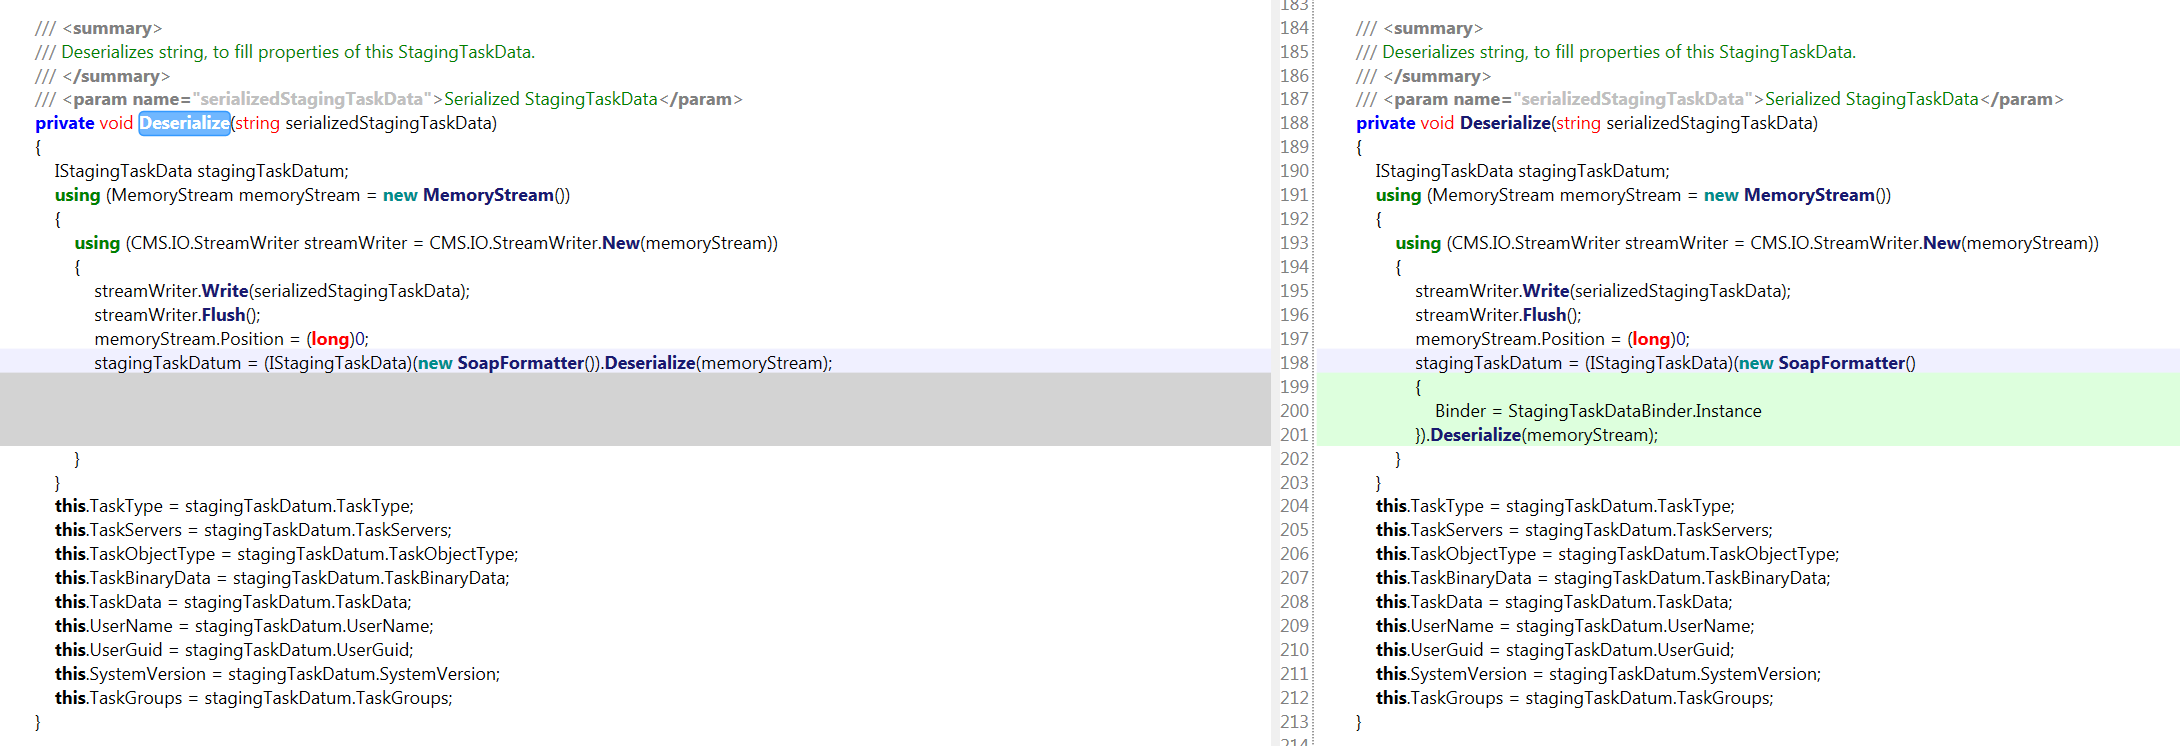 /// <summary>
/// Deserializes string, to fill properties of this StagingTaskData.
/// </summary>
/// <param name="serializedStagingTaskData">Serialized StagingTaskData</param>
private void Deserialize(string serializedStagingTaskData)
{
IStagingTaskData stagingTaskDatum;
using (MemoryStream memoryStream = new MemoryStream())
{
using (CMS.IO.StreamWriter streamWriter = CMS.IO.StreamWriter.New(memoryStream))
{
streamWriter.Write(serializedStagingTaskData);
streamWriter.Flush();
memoryStream.Position = (long)0;
stagingTaskDatum = (IStagingTaskData)(new SoapFormatter()).Deserialize(memoryStream);
}
}
this.TaskType = stagingTaskDatum.TaskType;
this.TaskServers = stagingTaskDatum.TaskServers;
this.TaskObjectType = stagingTaskDatum.TaskObjectType;
this.TaskBinaryData = stagingTaskDatum.TaskBinaryData;
this.TaskData = stagingTaskDatum.TaskData;
this.UserName = stagingTaskDatum.UserName;
this.UserGuid = stagingTaskDatum.UserGuid;
this.SystemVersion = stagingTaskDatum.SystemVersion;
this.TaskGroups = stagingTaskDatum.TaskGroups;
}
183
184 /// <summary>
185 /// Deserializes string, to fill properties of this StagingTaskData.
186 /// </summary>
187 /// <param name="serializedStagingTaskData">Serialized StagingTaskData</param>
188 private void Deserialize(string serializedStagingTaskData)
189 {
190 IStagingTaskData stagingTaskDatum;
191 using (MemoryStream memoryStream = new MemoryStream())
192 {
193 using (CMS.IO.StreamWriter streamWriter = CMS.IO.StreamWriter.New(memoryStream))
194 {
195 streamWriter.Write(serializedStagingTaskData);
196 streamWriter.Flush();
197 memoryStream.Position = (long)0;
198 stagingTaskDatum = (IStagingTaskData)(new SoapFormatter()
199 {
200 Binder = StagingTaskDataBinder.Instance
201 }).Deserialize(memoryStream);
202 }
203 }
204 this.TaskType = stagingTaskDatum.TaskType;
205 this.TaskServers = stagingTaskDatum.TaskServers;
206 this.TaskObjectType = stagingTaskDatum.TaskObjectType;
207 this.TaskBinaryData = stagingTaskDatum.TaskBinaryData;
208 this.TaskData = stagingTaskDatum.TaskData;
209 this.UserName = stagingTaskDatum.UserName;
210 this.UserGuid = stagingTaskDatum.UserGuid;
211 this.SystemVersion = stagingTaskDatum.SystemVersion;
212 this.TaskGroups = stagingTaskDatum.TaskGroups;
213 }
214